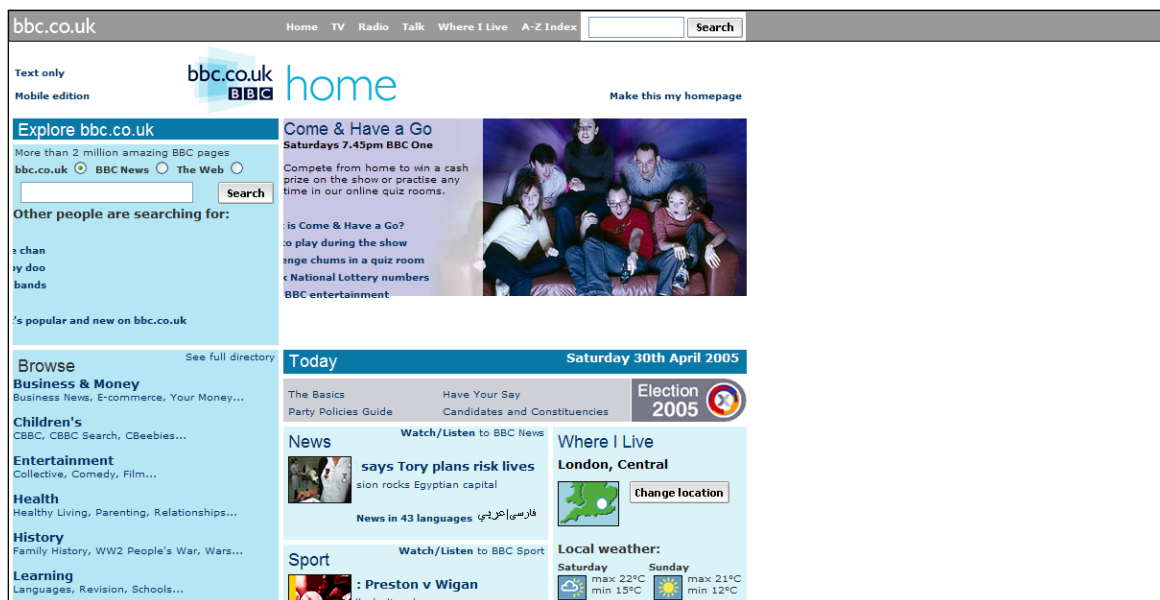 bbc.co.uk
Home TV Radio Talk Where I Live A-Z Index Search
Text only
Mobile edition
bbc.co.uk
BBC
home
Make this my homepage
Explore bbc.co.uk
More than 2 million amazing BBC pages
bbc.co.uk BBC News The Web
Search
Other people are searching for:
chan
doo
bands
's popular and new on bbc.co.uk
Come & Have a Go
Saturdays 7.45pm BBC One
Compete from home to win a cash
prize on the show or practise any
time in our online quiz rooms.
is Come & Have a Go?
to play during the show
enge chums in a quiz room
National Lottery numbers
BBC entertainment
Browse
See full directory
Business & Money
Business News, E-commerce, Your Money...
Children's
CBBC, CBBC Search, CBeebies...
Entertainment
Collective, Comedy, Film...
Health
Healthy Living, Parenting, Relationships...
History
Family History, WW2 People's War, Wars...
Learning
Languages, Revision, Schools...
Today
Saturday 30th April 2005
The Basics Have Your Say
Party Policies Guide Candidates and Constituencies
Election
2005
News
Watch/Listen to BBC News
says Tory plans risk lives
sion rocks Egyptian capital
News in 43 languages فارسی|عربي
Sport
Watch/Listen to BBC Sport
: Preston v Wigan
Where I Live
London, Central
Change location
Local weather:
Saturday Sunday
max 22°C max 21°C
min 15°C min 12°C